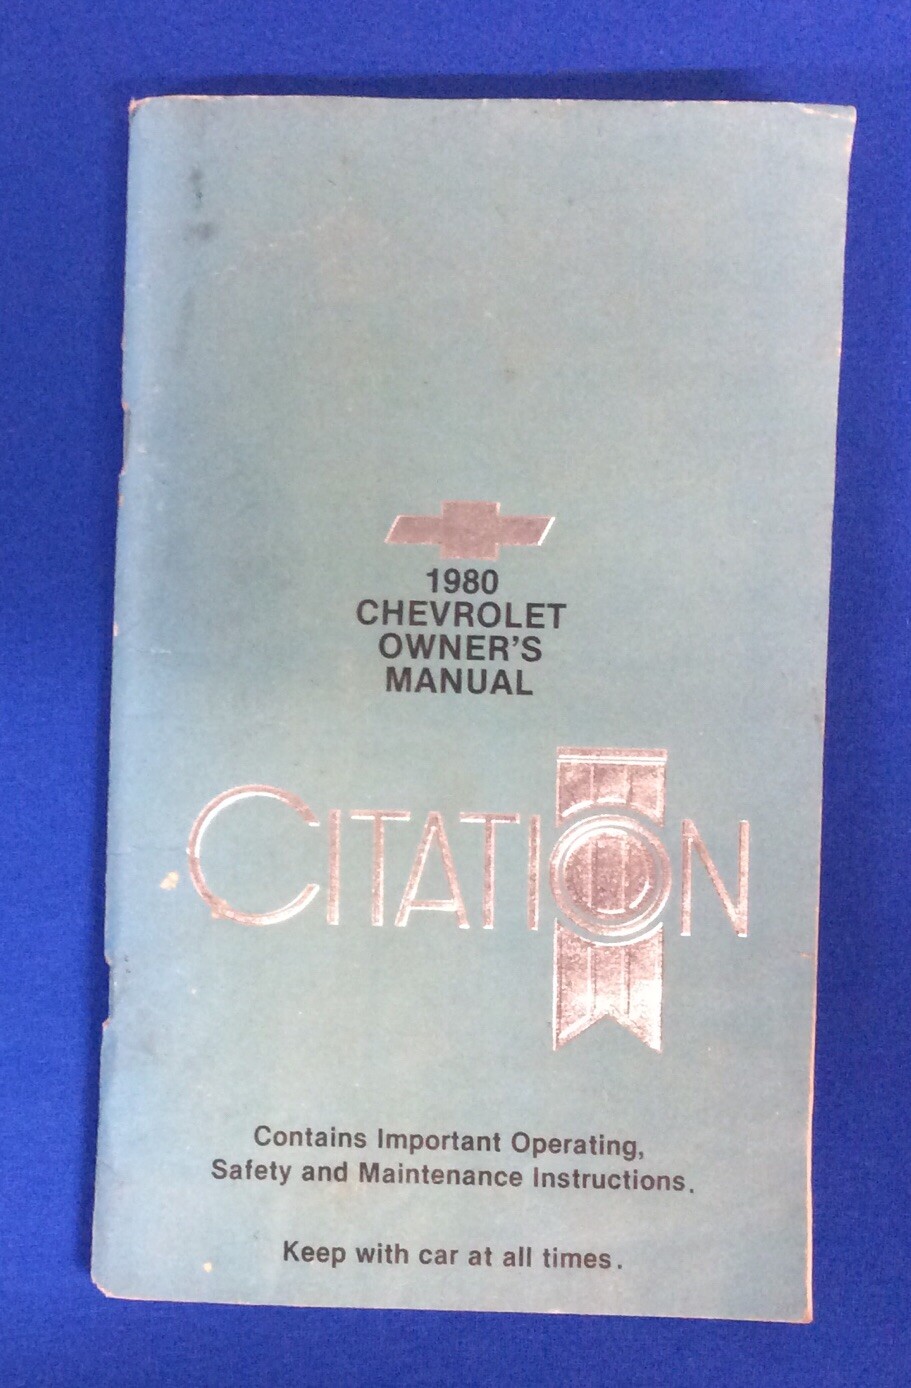 1980
CHEVROLET
OWNER'S
MANUAL
CITATION
Contains Important Operating,
Safety and Maintenance Instructions.
Keep with car at all times.